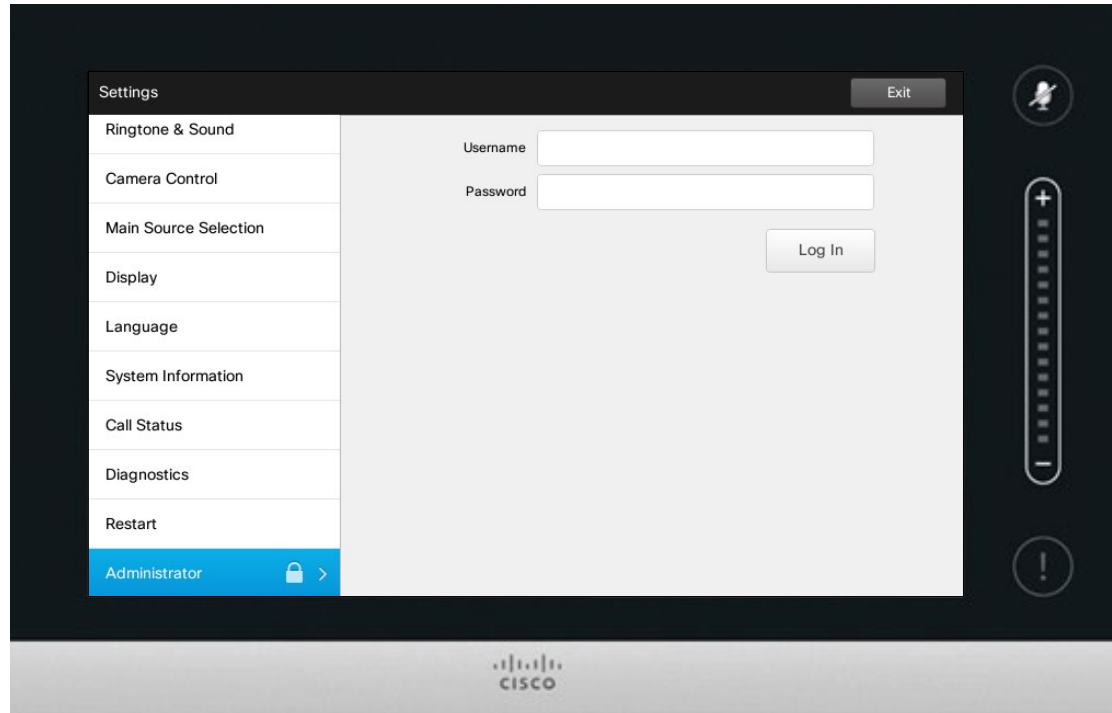 Settings
Exit
Ringtone & Sound
Camera Control
Main Source Selection
Display
Language
System Information
Call Status
Diagnostics
Restart
Administrator
Username
Password
Log In
+
−
!
CISCO